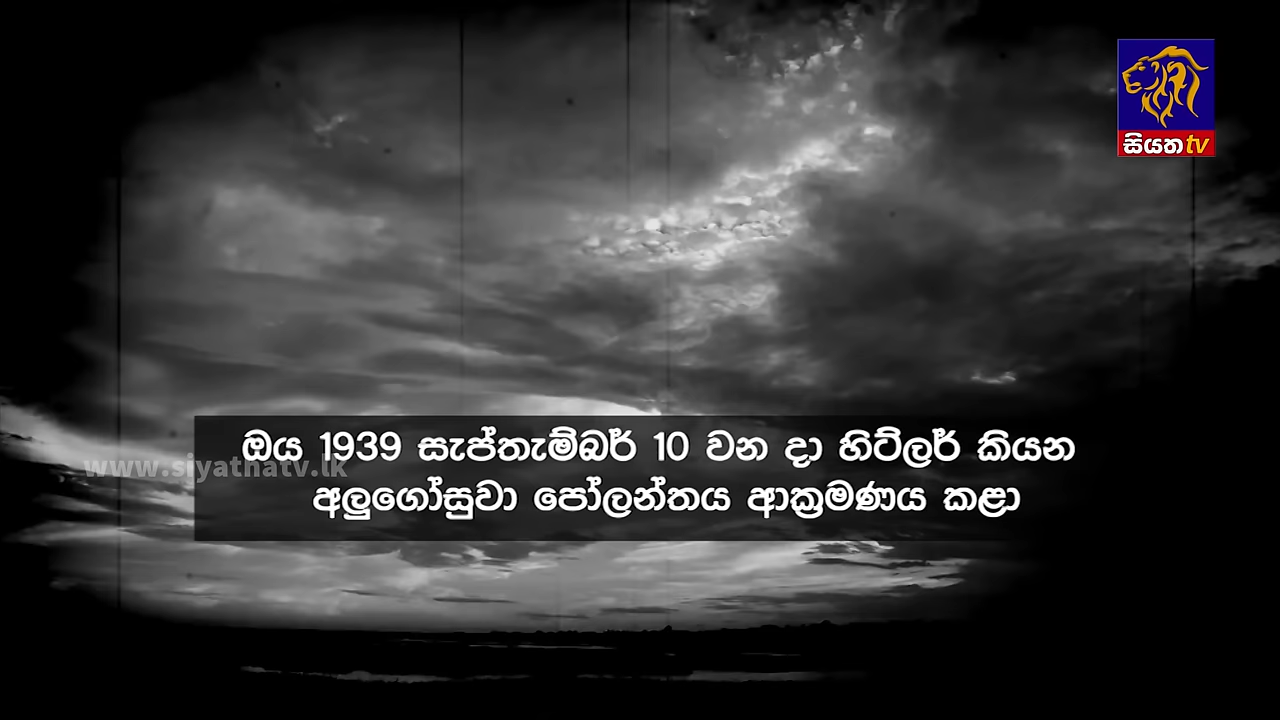 සියත tv
ඔය 1939 සැප්තැම්බර් 10 වන දා හිට්ලර් කියන
www.siyathatv.lk
අලුගෝසුවා පෝලන්තය ආක්‍රමණය කළා